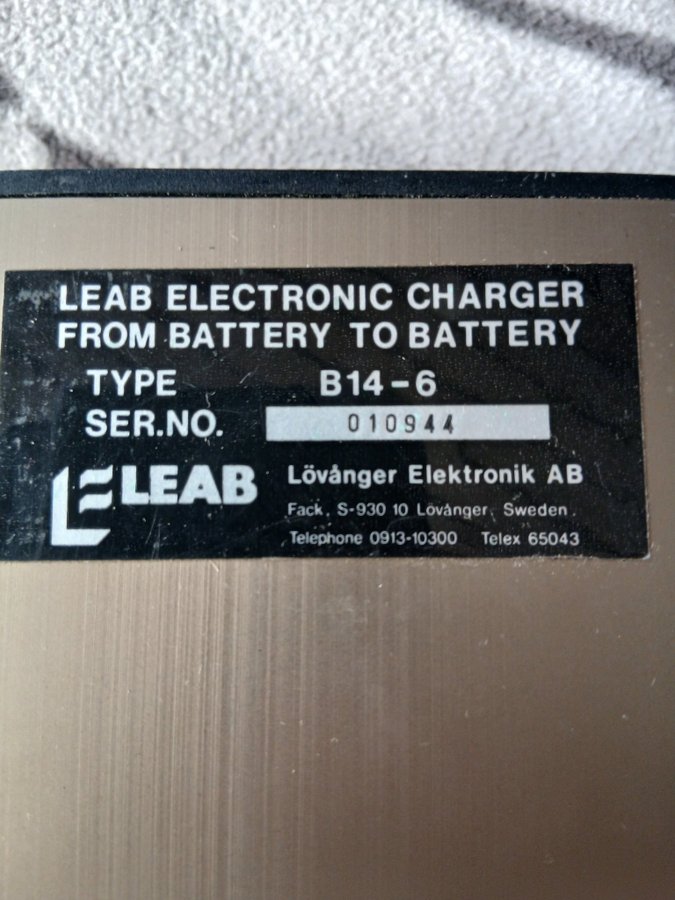 LEAB ELECTRONIC CHARGER
FROM BATTERY TO BATTERY
TYPE B14-6
SER.NO. 010944
LEAB Lövånger Elektronik AB
Fack. S-930 10 Lövånger. Sweden.
Telephone 0913-10300 Telex 65043